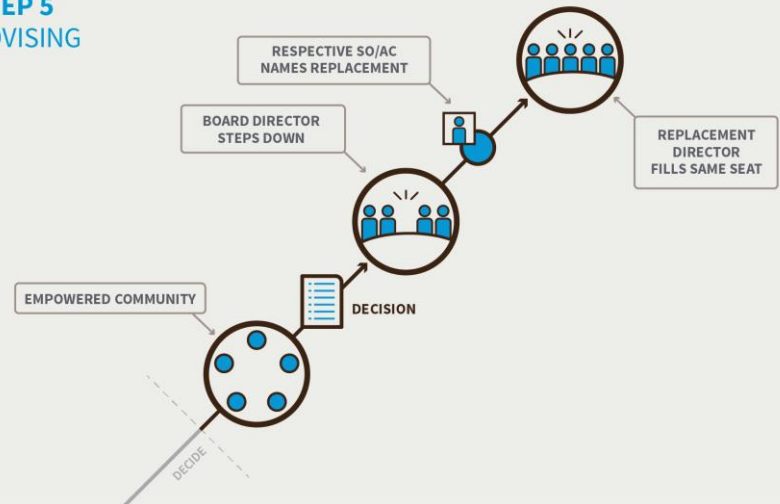 EP 5
VISING
RESPECTIVE SO/AC
NAMES REPLACEMENT
BOARD DIRECTOR
STEPS DOWN
REPLACEMENT
DIRECTOR
FILLS SAME SEAT
EMPOWERED COMMUNITY
DECISION
DECIDE